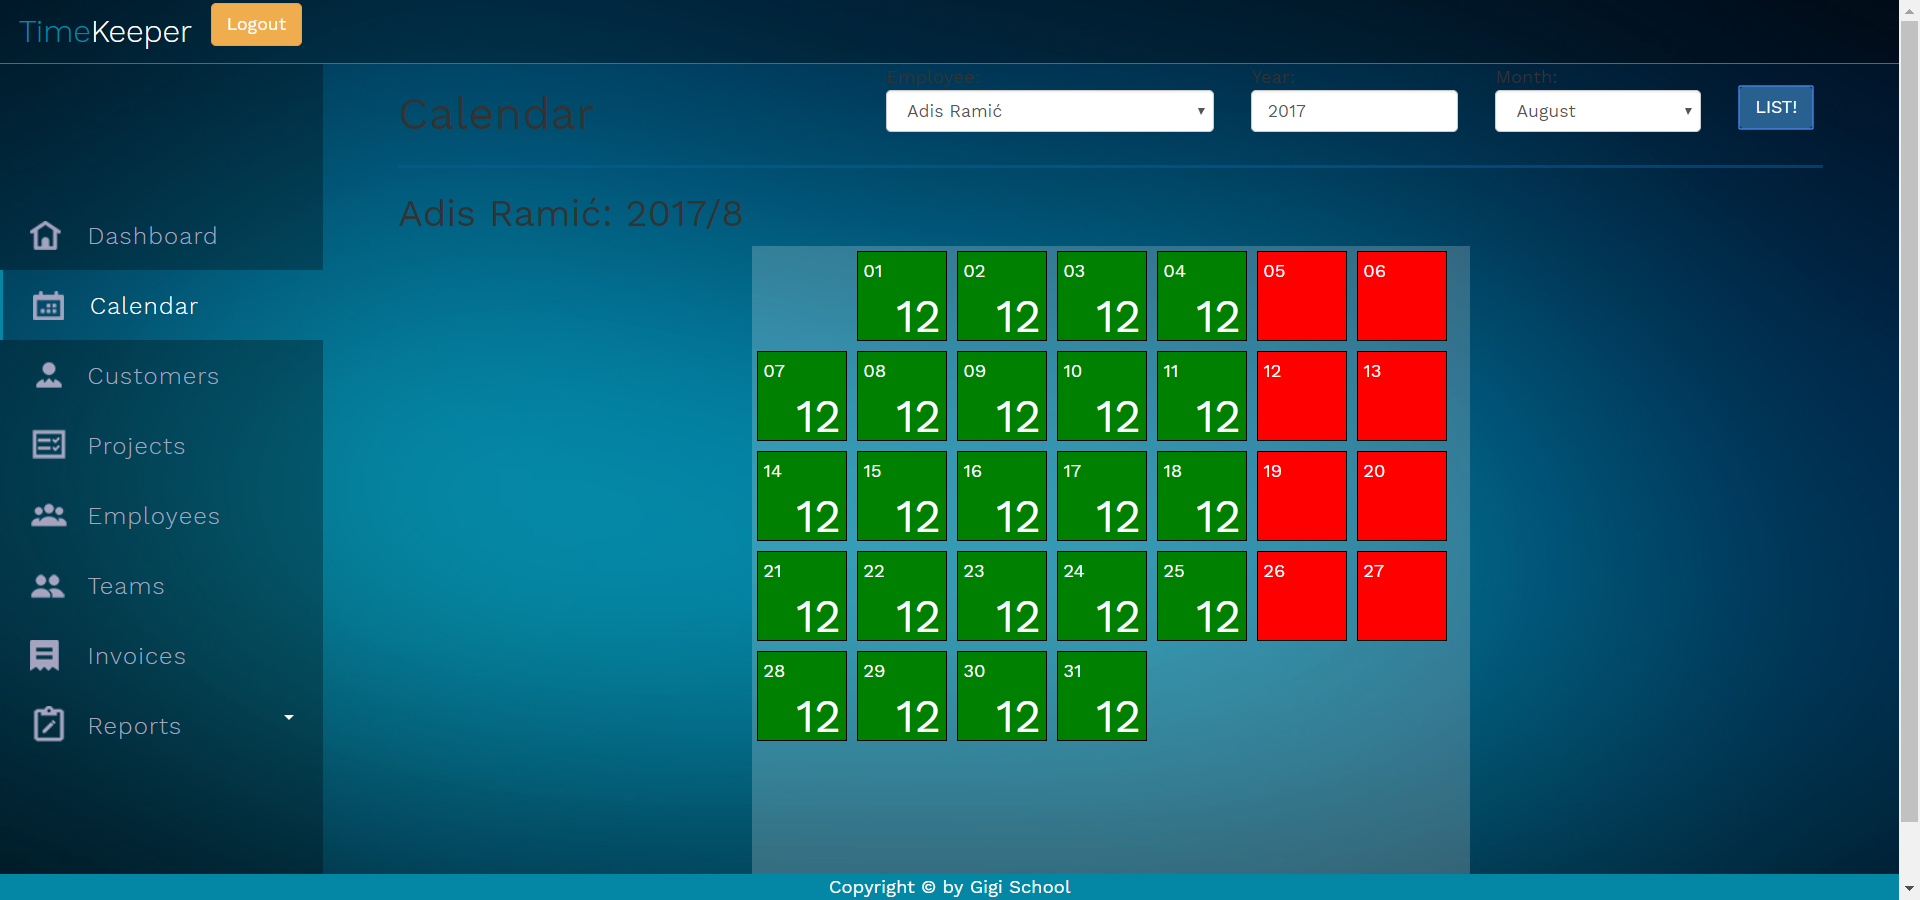 TimeKeeper Logout
Employee: Year: Month:
Calendar Adis Ramić 2017 August LIST!
Adis Ramić: 2017/8
Dashboard
Calendar
Customers
Projects
Employees
Teams
Invoices
Reports
01 02 03 04 05 06
12 12 12 12
07 08 09 10 11 12 13
12 12 12 12 12
14 15 16 17 18 19 20
12 12 12 12 12
21 22 23 24 25 26 27
12 12 12 12 12
28 29 30 31
12 12 12 12
Copyright © by Gigi School